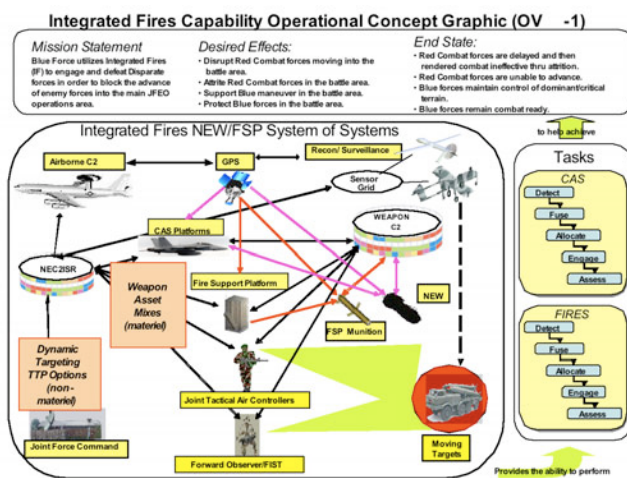 Integrated Fires Capability Operational Concept Graphic (OV -1)
Mission Statement
Blue Force utilizes Integrated Fires
(IF) to engage and defeat Disparate
forces in order to block the advance
of enemy forces into the main JFEO
operations area.
Desired Effects:
• Disrupt Red Combat forces moving into the
battle area.
• Attrite Red Combat forces in the battle area.
• Support Blue maneuver in the battle area.
• Protect Blue forces in the battle area.
End State:
• Red Combat forces are delayed and then
rendered combat ineffective thru attrition.
• Red Combat forces are unable to advance.
• Blue forces maintain control of dominant/critical
terrain.
• Blue forces remain combat ready.
Integrated Fires NEW/FSP System of Systems
Airborne C2
GPS
Recon/ Surveillance
Sensor
Grid
CAS Platforms
WEAPON
C2
NEC2ISR
Weapon
Asset
Mixes
(materiel)
Fire Support Platform
NEW
FSP Munition
Dynamic
Targeting
TTP Options
(non-
materiel)
Joint Force Command
Joint Tactical Air Controllers
Forward Observer/FIST
Moving
Targets
to help achieve
Tasks
CAS
Detect
Fuse
Allocate
Engage
Assess
FIRES
Detect
Fuse
Allocate
Engage
Assess
Provides the ability to perform